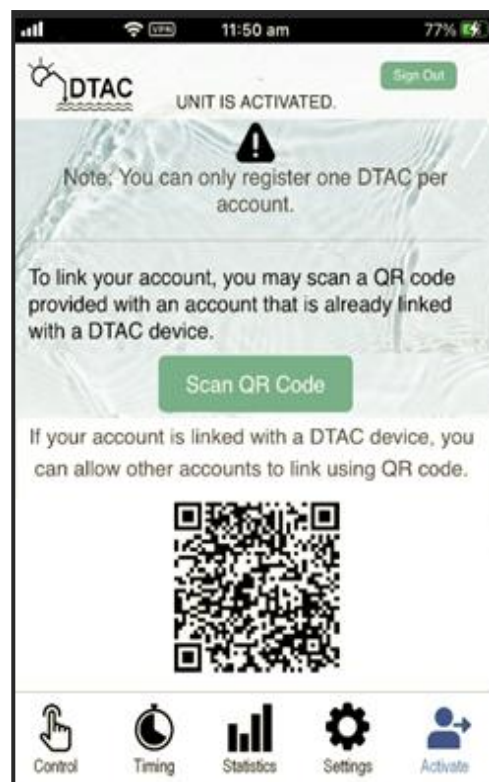 VPN
11:50 am
77%
DTAC
Sign Out
UNIT IS ACTIVATED.
Note: You can only register one DTAC per
account.
To link your account, you may scan a QR code
provided with an account that is already linked
with a DTAC device.
Scan QR Code
If your account is linked with a DTAC device, you
can allow other accounts to link using QR code.
Control
Timing
Statistics
Settings
Activate